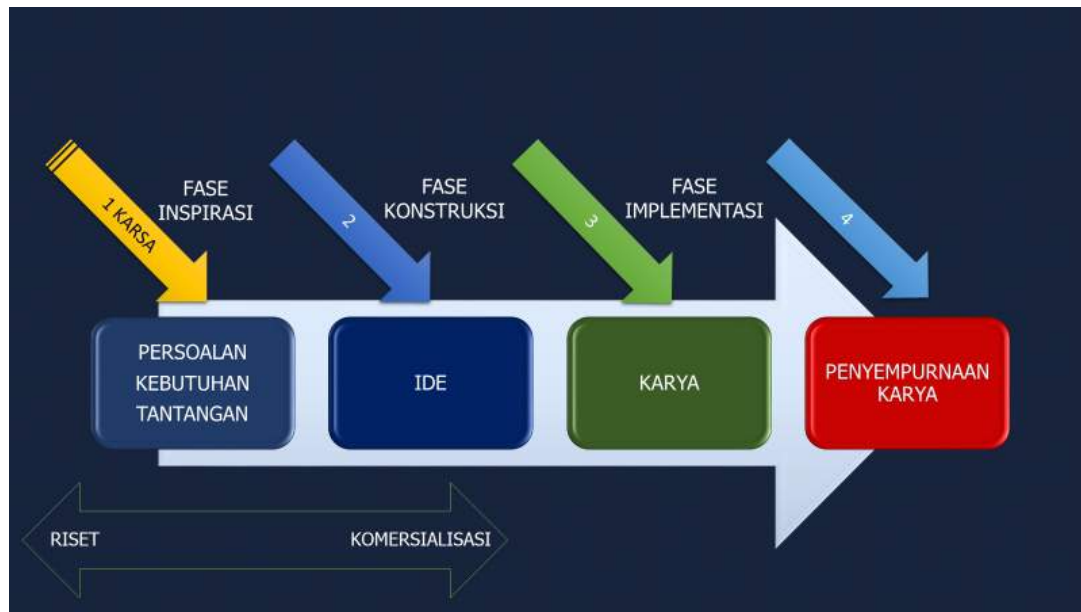 FASE
INSPIRASI
FASE
KONSTRUKSI
FASE
IMPLEMENTASI
1 KARSA
2
3
4
PERSOALAN
KEBUTUHAN
TANTANGAN
IDE
KARYA
PENYEMPURNAAN
KARYA
RISET
KOMERSIALISASI